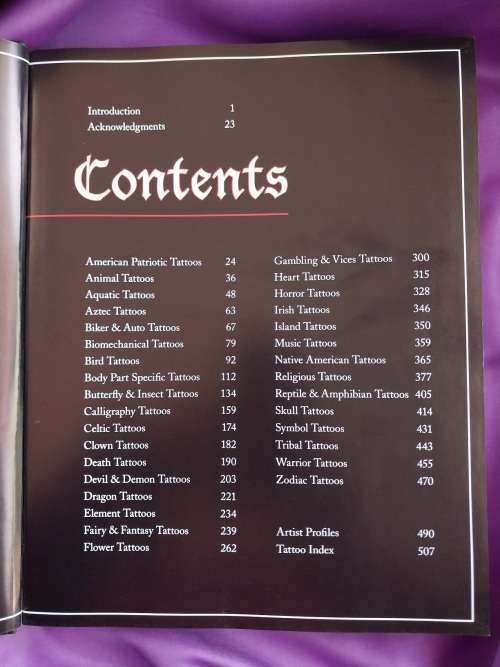 Introduction 1
Acknowledgments 23
Contents
American Patriotic Tattoos 24
Animal Tattoos 36
Aquatic Tattoos 48
Aztec Tattoos 63
Biker & Auto Tattoos 67
Biomechanical Tattoos 79
Bird Tattoos 92
Body Part Specific Tattoos 112
Butterfly & Insect Tattoos 134
Calligraphy Tattoos 159
Celtic Tattoos 174
Clown Tattoos 182
Death Tattoos 190
Devil & Demon Tattoos 203
Dragon Tattoos 221
Element Tattoos 234
Fairy & Fantasy Tattoos 239
Flower Tattoos 262
Gambling & Vices Tattoos 300
Heart Tattoos 315
Horror Tattoos 328
Irish Tattoos 346
Island Tattoos 350
Music Tattoos 359
Native American Tattoos 365
Religious Tattoos 377
Reptile & Amphibian Tattoos 405
Skull Tattoos 414
Symbol Tattoos 431
Tribal Tattoos 443
Warrior Tattoos 455
Zodiac Tattoos 470
Artist Profiles 490
Tattoo Index 507